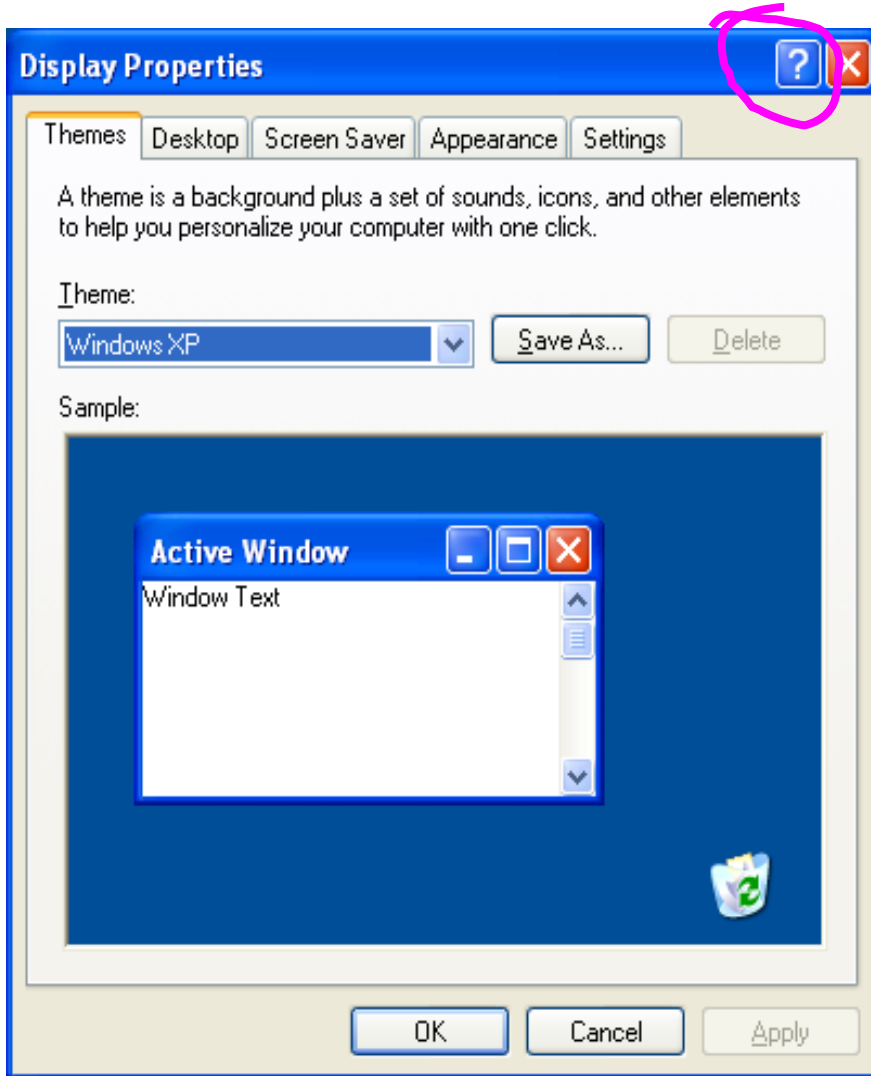 Display Properties ?
Themes Desktop Screen Saver Appearance Settings
A theme is a background plus a set of sounds, icons, and other elements
to help you personalize your computer with one click.
Theme:
Windows XP Save As... Delete
Sample:
Active Window
Window Text
OK Cancel Apply